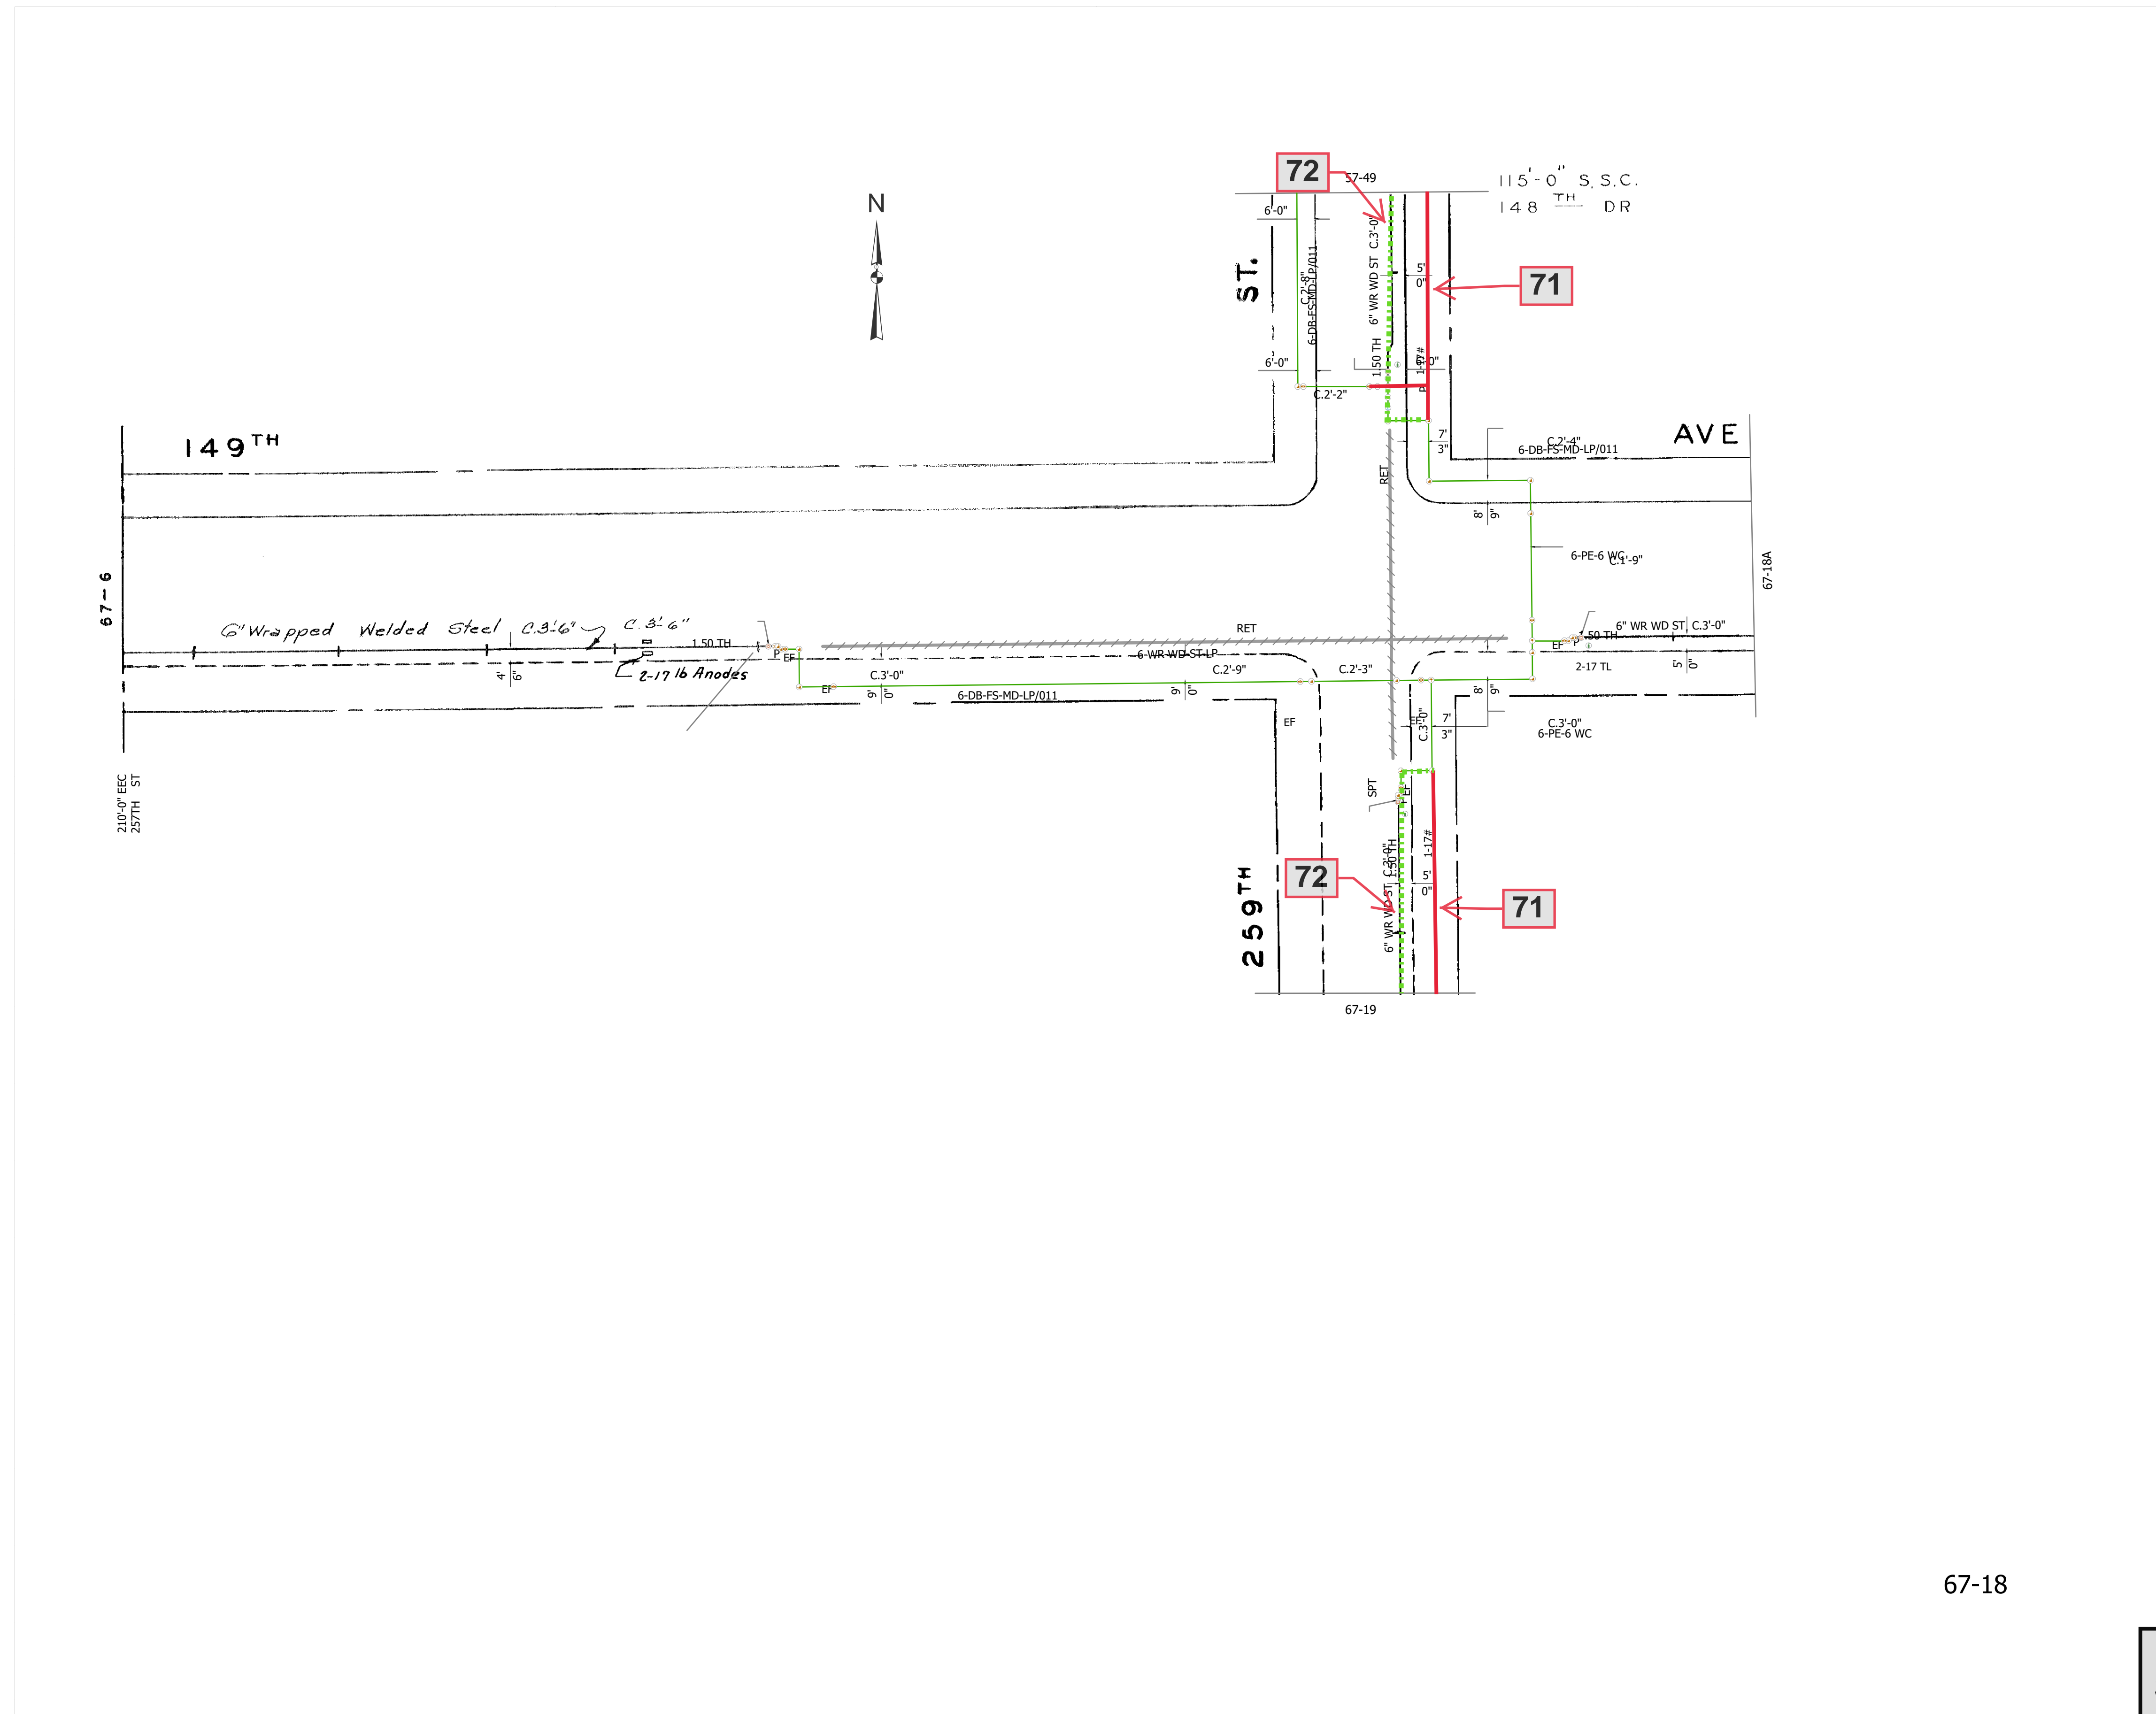 72
57-49
115'-0" S.S.C.
148 TH DR
N
6'-0"
C.3'-0"
6" WR WD ST
ST.
C.2'-8"
6-DB-FS-MD-LP/011
5'
0"
71
6'-0"
1.50 TH
1-17#
6'-0"
P
C.2'-2"
149TH
AVE
7'
3"
C.2'-4"
6-DB-FS-MD-LP/011
RET
8'
9"
6-PE-6 WC
C.1'-9"
67-18A
67-6
6" Wrapped Welded Steel C.3'-6"
C.3'-6"
1.50 TH
RET
6" WR WD ST C.3'-0"
1.50 TH
P
EF
P
EF
6-WR-WD-ST-LP
4'
6"
2-17 lb Anodes
C.3'-0"
C.2'-9"
C.2'-3"
2-17 TL
5'
0"
EF
9'
0"
6-DB-FS-MD-LP/011
9'
0"
8'
9"
EF
EF
C.3'-0"
7'
3"
C.3'-0"
6-PE-6 WC
210'-0" EEC
257TH ST
SPT
EF
1-17#
1.50 TH
C.2'-0"
6" WR WD ST
72
5'
0"
71
259TH
67-19
67-18